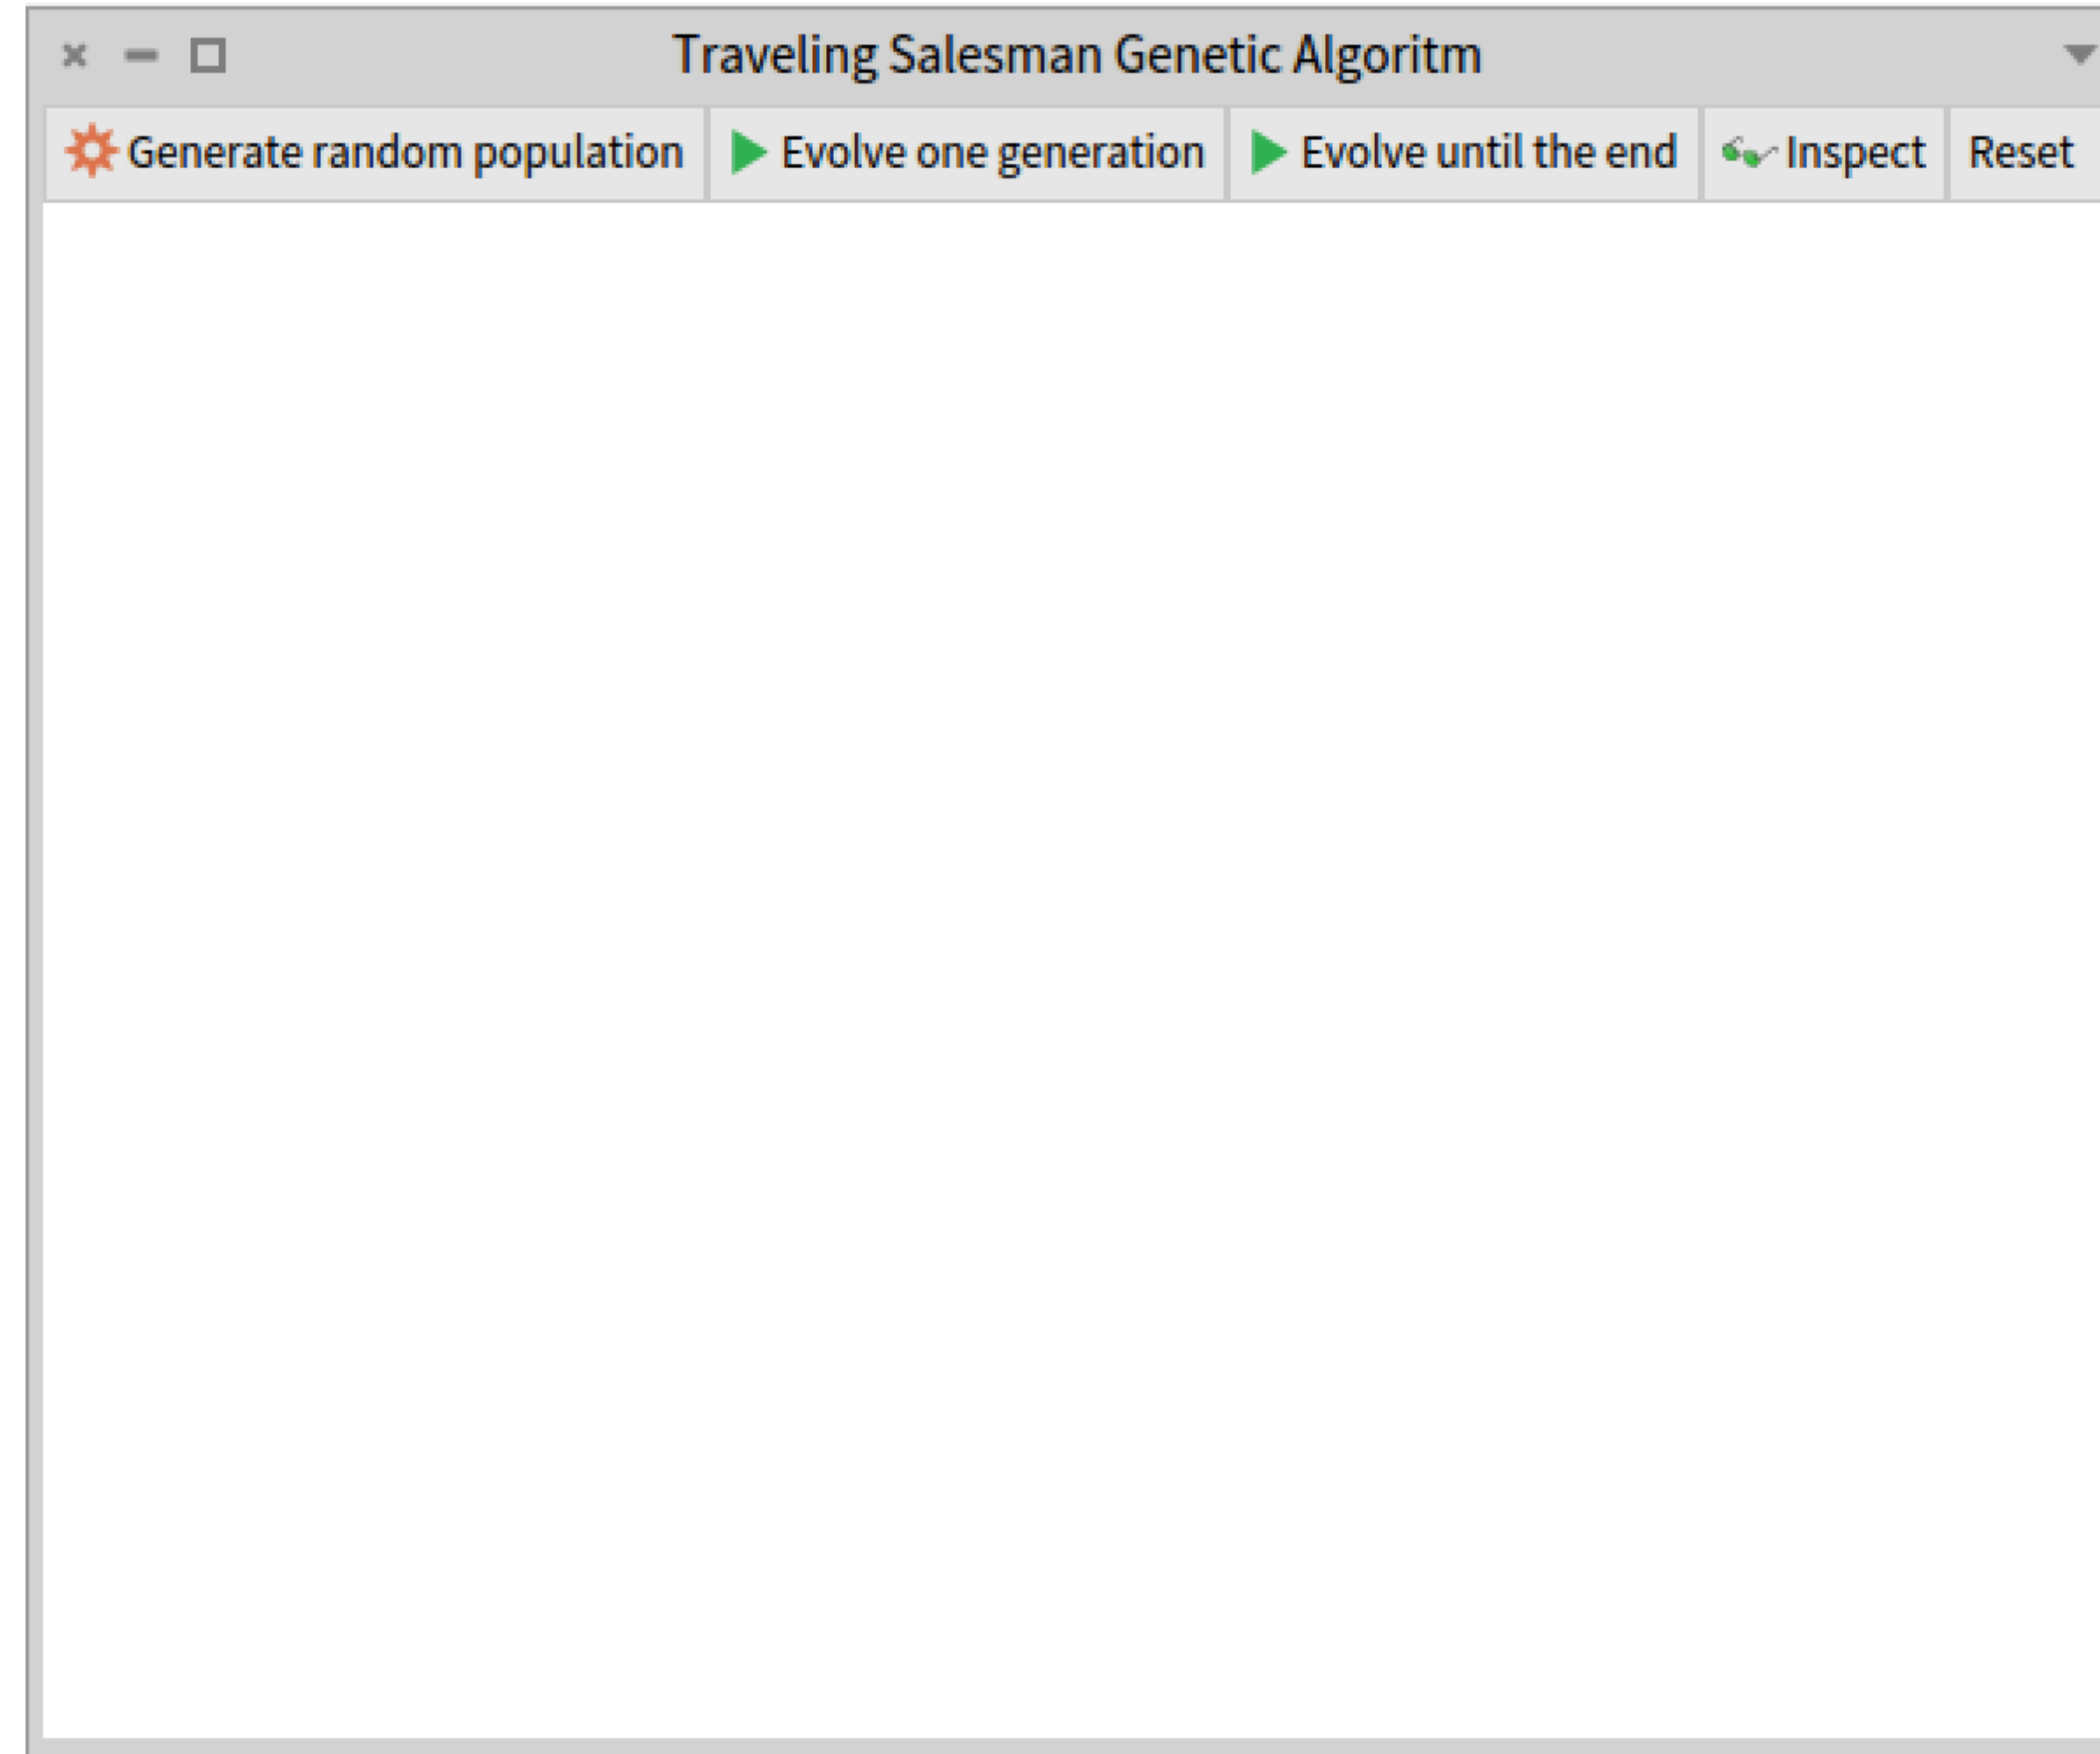 Traveling Salesman Genetic Algoritm
Generate random population Evolve one generation Evolve until the end Inspect Reset